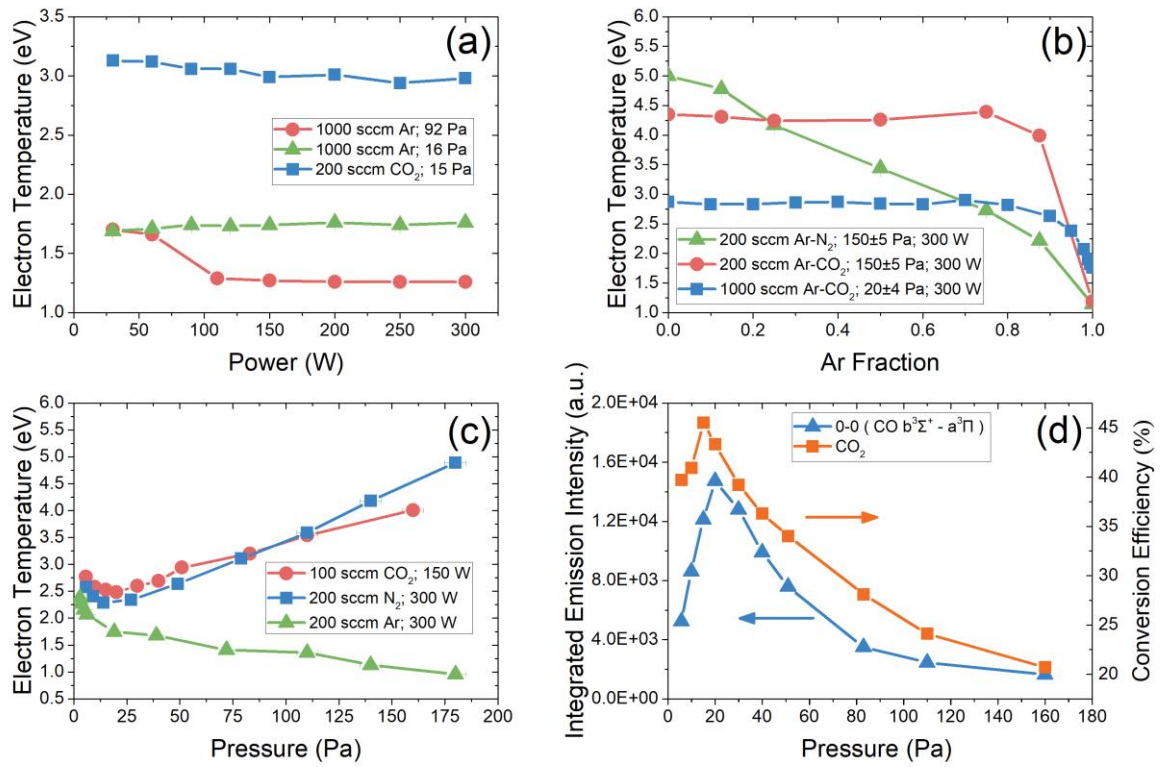 (a)
Electron Temperature (eV)
3.5
3.0
2.5
2.0
1.5
1.0
1000 sccm Ar; 92 Pa
1000 sccm Ar; 16 Pa
200 sccm CO₂; 15 Pa
0 50 100 150 200 250 300
Power (W)
(b)
Electron Temperature (eV)
6.0
5.5
5.0
4.5
4.0
3.5
3.0
2.5
2.0
1.5
1.0
200 sccm Ar-N₂; 150±5 Pa; 300 W
200 sccm Ar-CO₂; 150±5 Pa; 300 W
1000 sccm Ar-CO₂; 20±4 Pa; 300 W
0.0 0.2 0.4 0.6 0.8 1.0
Ar Fraction
(c)
Electron Temperature (eV)
6.0
5.5
5.0
4.5
4.0
3.5
3.0
2.5
2.0
1.5
1.0
0.5
100 sccm CO₂; 150 W
200 sccm N₂; 300 W
200 sccm Ar; 300 W
0 25 50 75 100 125 150 175 200
Pressure (Pa)
(d)
Integrated Emission Intensity (a.u.)
2.0E+04
1.6E+04
1.2E+04
8.0E+03
4.0E+03
0.0E+00
0-0 ( CO b³Σ⁺ - a³Π )
CO₂
45
40
35
30
25
20
Conversion Efficiency (%)
0 20 40 60 80 100 120 140 160 180
Pressure (Pa)